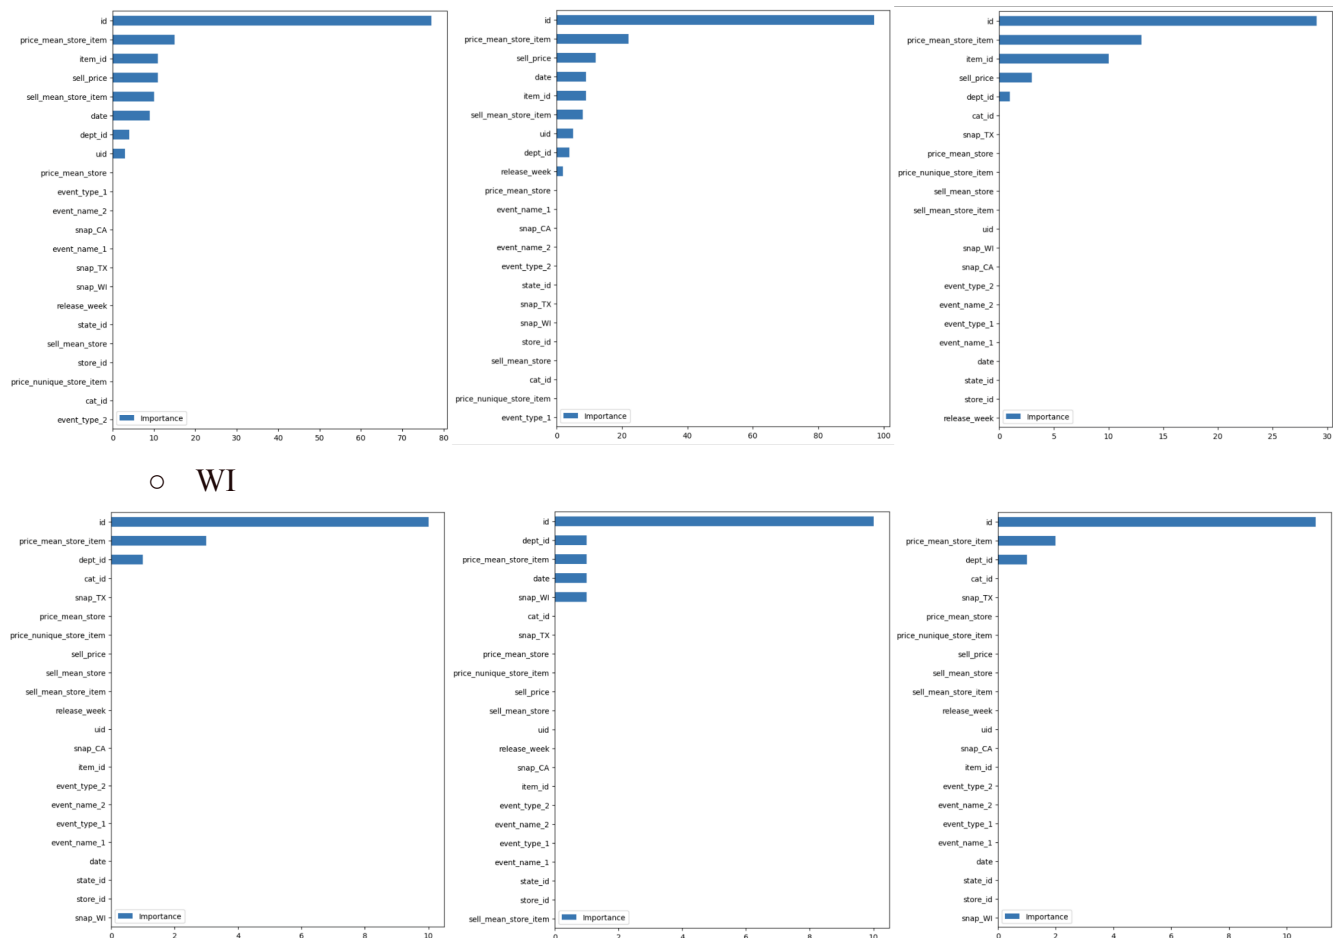 id
price_mean_store_item
item_id
sell_price
sell_mean_store_item
date
dept_id
uid
price_mean_store
event_type_1
event_name_2
snap_CA
event_name_1
snap_TX
snap_WI
release_week
state_id
sell_mean_store
store_id
price_nunique_store_item
cat_id
event_type_2
Importance
0 10 20 30 40 50 60 70 80
id
price_mean_store_item
sell_price
date
item_id
sell_mean_store_item
uid
dept_id
release_week
price_mean_store
event_name_1
snap_CA
event_name_2
event_type_2
state_id
snap_TX
snap_WI
store_id
sell_mean_store
cat_id
price_nunique_store_item
event_type_1
Importance
0 20 40 60 80 100
id
price_mean_store_item
item_id
sell_price
dept_id
cat_id
snap_TX
price_mean_store
price_nunique_store_item
sell_mean_store
sell_mean_store_item
uid
snap_WI
snap_CA
event_type_2
event_name_2
event_type_1
event_name_1
date
state_id
store_id
release_week
Importance
0 5 10 15 20 25 30
○ WI
id
price_mean_store_item
dept_id
cat_id
snap_TX
price_mean_store
price_nunique_store_item
sell_price
sell_mean_store
sell_mean_store_item
release_week
uid
snap_CA
item_id
event_type_2
event_name_2
event_type_1
event_name_1
date
state_id
store_id
snap_WI
Importance
0 2 4 6 8 10
id
dept_id
price_mean_store_item
date
snap_WI
cat_id
snap_TX
price_mean_store
price_nunique_store_item
sell_price
sell_mean_store
uid
release_week
snap_CA
item_id
event_type_2
event_name_2
event_type_1
event_name_1
state_id
store_id
sell_mean_store_item
Importance
0 2 4 6 8 10
id
price_mean_store_item
dept_id
cat_id
snap_TX
price_mean_store
price_nunique_store_item
sell_price
sell_mean_store
sell_mean_store_item
release_week
uid
snap_CA
item_id
event_type_2
event_name_2
event_type_1
event_name_1
date
state_id
store_id
snap_WI
Importance
0 2 4 6 8 10